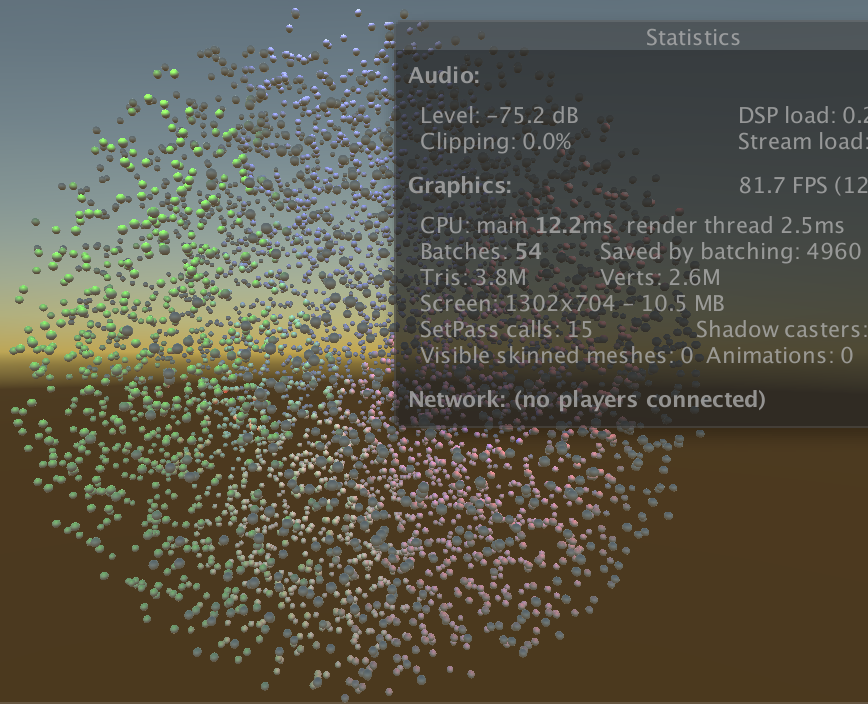 Statistics
Audio:
Level: -75.2 dB DSP load: 0.2
Clipping: 0.0% Stream load:
Graphics: 81.7 FPS (12
CPU: main 12.2ms render thread 2.5ms
Batches: 54 Saved by batching: 4960
Tris: 3.8M Verts: 2.6M
Screen: 1302x704 - 10.5 MB
SetPass calls: 15 Shadow casters:
Visible skinned meshes: 0 Animations: 0
Network: (no players connected)